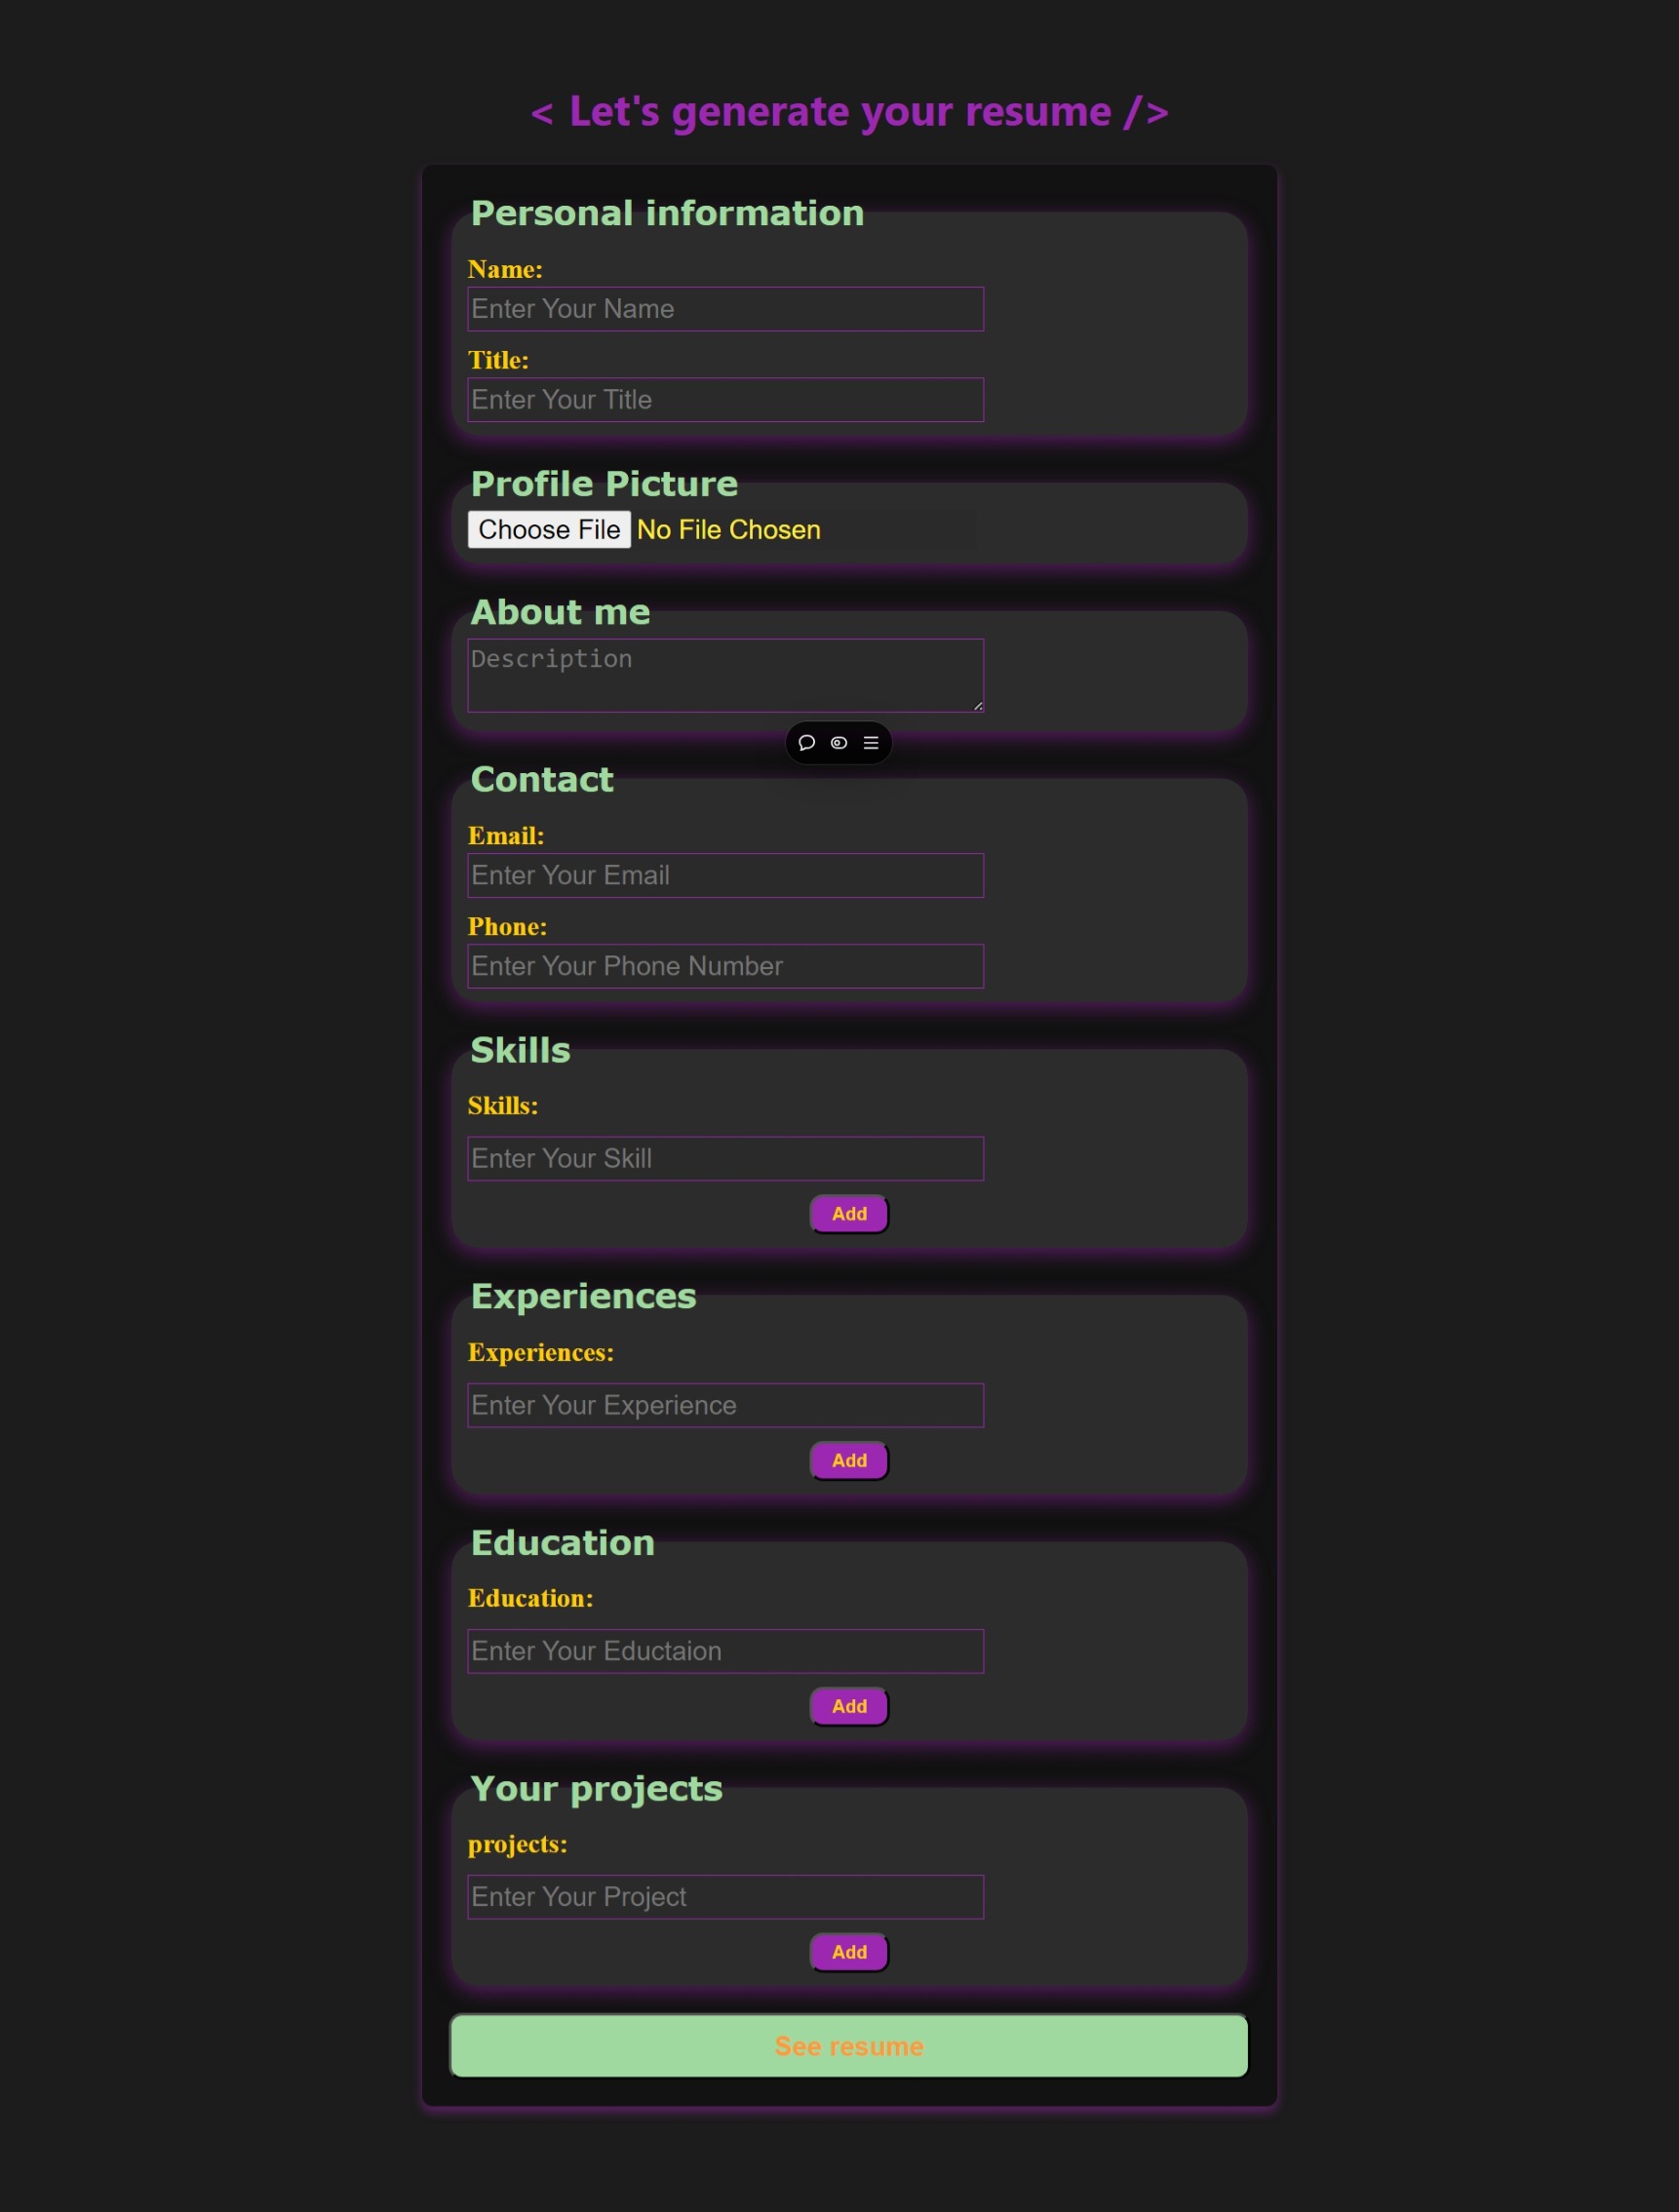 < Let's generate your resume />
Personal information
Name:
Enter Your Name
Title:
Enter Your Title
Profile Picture
Choose File No File Chosen
About me
Description
Contact
Email:
Enter Your Email
Phone:
Enter Your Phone Number
Skills
Skills:
Enter Your Skill
Add
Experiences
Experiences:
Enter Your Experience
Add
Education
Education:
Enter Your Eductaion
Add
Your projects
projects:
Enter Your Project
Add
See resume